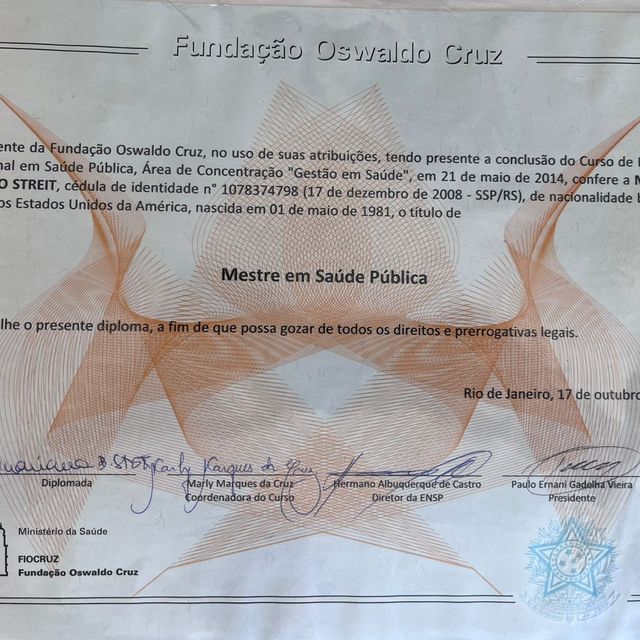 Fundação Oswaldo Cruz
ente da Fundação Oswaldo Cruz, no uso de suas atribuições, tendo presente a conclusão do Curso de
nal em Saúde Pública, Área de Concentração "Gestão em Saúde", em 21 de maio de 2014, confere a
O STREIT, cédula de identidade n° 1078374798 (17 de dezembro de 2008 - SSP/RS), de nacionalidade
os Estados Unidos da América, nascida em 01 de maio de 1981, o título de
Mestre em Saúde Pública
lhe o presente diploma, a fim de que possa gozar de todos os direitos e prerrogativas legais.
Rio de Janeiro, 17 de outubro
Marly Marques da Cruz
Diplomada Marly Marques da Cruz Hermano Albuquerque de Castro Paulo Ernani Gadelha Vieira
Coordenadora do Curso Diretor da ENSP Presidente
Ministério da Saúde
FIOCRUZ
Fundação Oswaldo Cruz